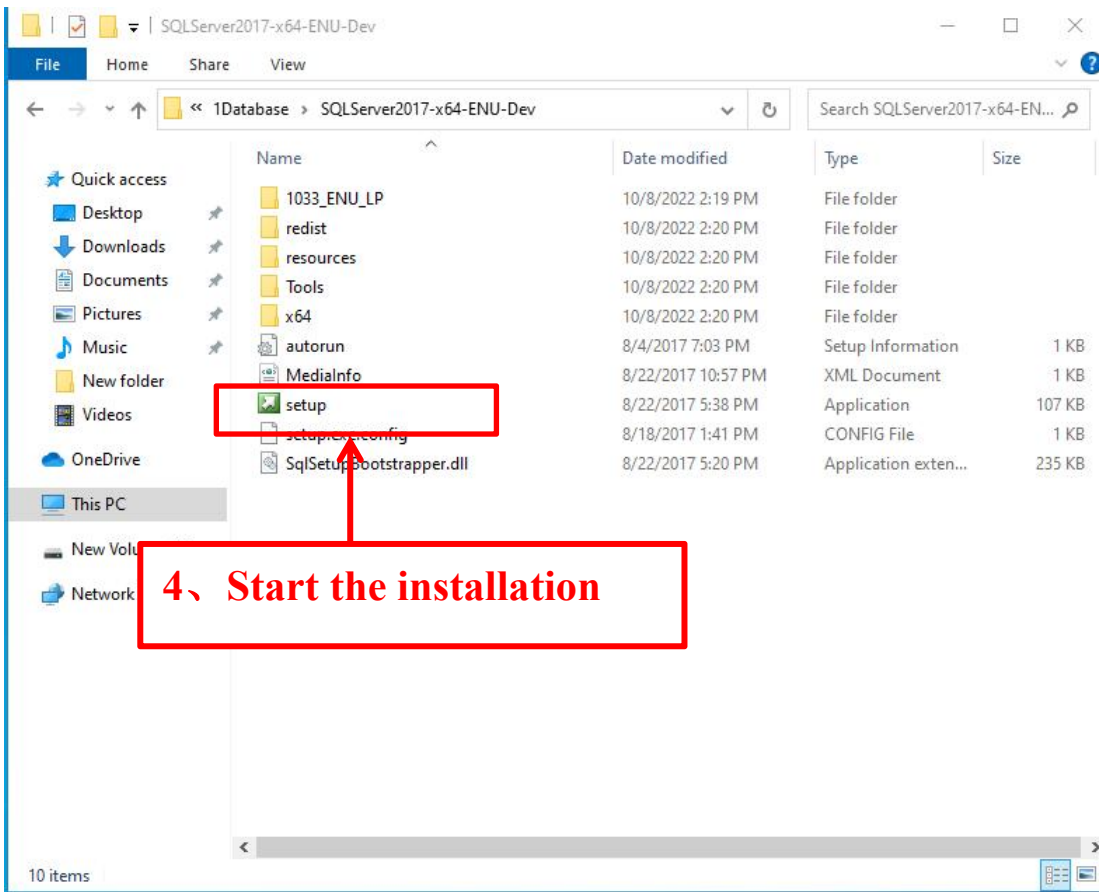 SQLServer2017-x64-ENU-Dev
File Home Share View
« 1Database › SQLServer2017-x64-ENU-Dev
Search SQLServer2017-x64-EN...
Name Date modified Type Size
Quick access
Desktop
Downloads
Documents
Pictures
Music
New folder
Videos
OneDrive
This PC
New Volu
Network
1033_ENU_LP 10/8/2022 2:19 PM File folder
redist 10/8/2022 2:20 PM File folder
resources 10/8/2022 2:20 PM File folder
Tools 10/8/2022 2:20 PM File folder
x64 10/8/2022 2:20 PM File folder
autorun 8/4/2017 7:03 PM Setup Information 1 KB
MediaInfo 8/22/2017 10:57 PM XML Document 1 KB
setup 8/22/2017 5:38 PM Application 107 KB
setup.exe.config 8/18/2017 1:41 PM CONFIG File 1 KB
SqlSetupBootstrapper.dll 8/22/2017 5:20 PM Application exten... 235 KB
4、Start the installation
10 items